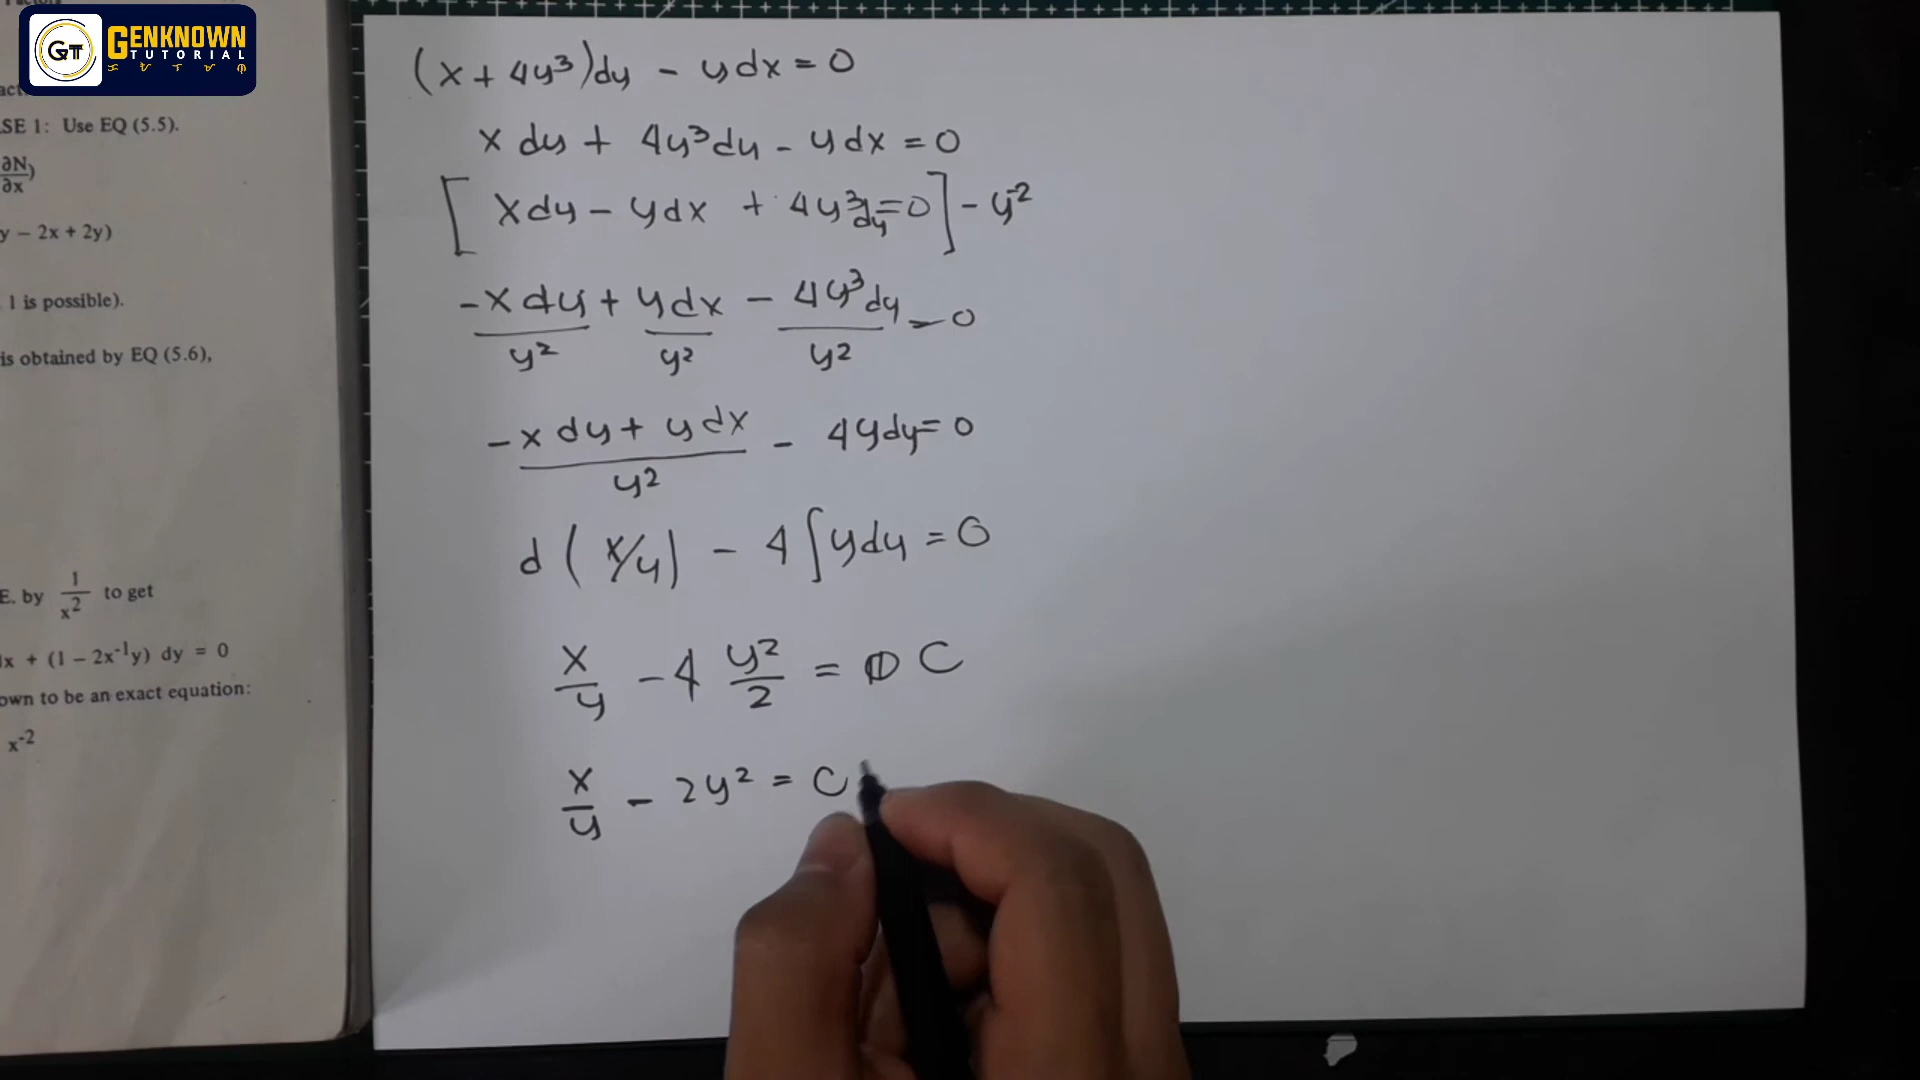 GT GENKNOWN
TUTORIAL
SE 1: Use EQ (5.5).
∂N)
∂x
y – 2x + 2y)
1 is possible).
is obtained by EQ (5.6),
E. by 1/x² to get
dx + (1 – 2x⁻¹y) dy = 0
own to be an exact equation:
x⁻²
(x + 4y³)dy - ydx = 0
x dy + 4y³dy - ydx = 0
[ xdy - ydx + 4y³dy = 0 ] - y⁻²
-xdy/y² + ydx/y² - 4y³dy/y² = 0
-xdy + ydx/y² - 4ydy = 0
d (x/y) - 4∫ydy = 0
x/y - 4 y²/2 = C
x/y - 2y² = C